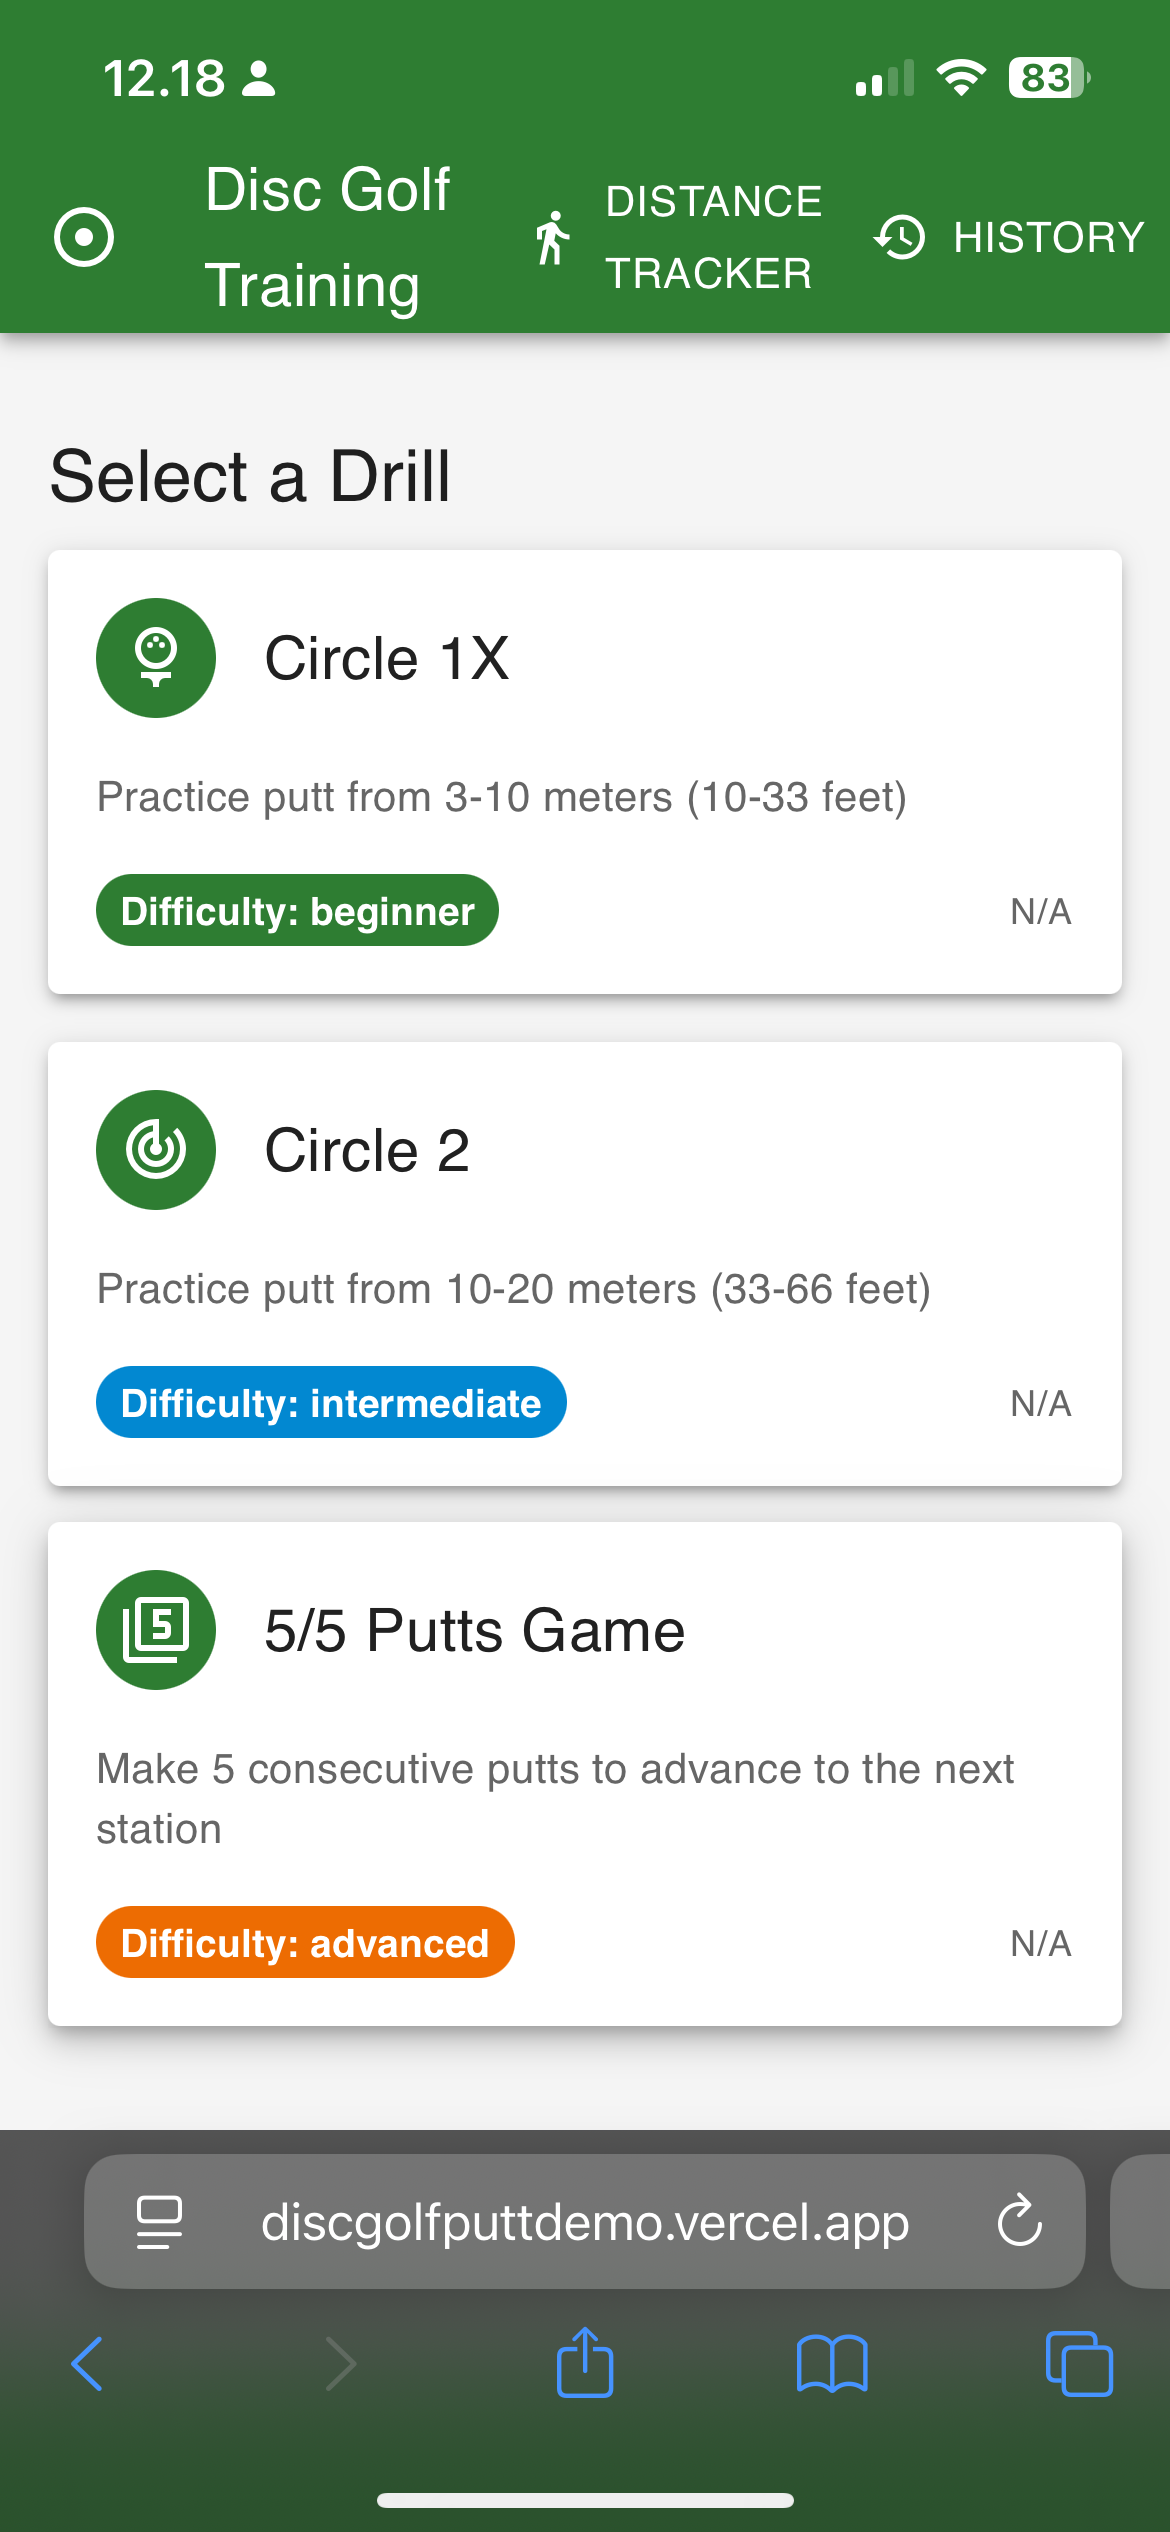 12.18
83
Disc Golf
Training
DISTANCE
TRACKER
HISTORY
Select a Drill
Circle 1X
Practice putt from 3-10 meters (10-33 feet)
Difficulty: beginner
N/A
Circle 2
Practice putt from 10-20 meters (33-66 feet)
Difficulty: intermediate
N/A
5
5/5 Putts Game
Make 5 consecutive putts to advance to the next
station
Difficulty: advanced
N/A
discgolfputtdemo.vercel.app